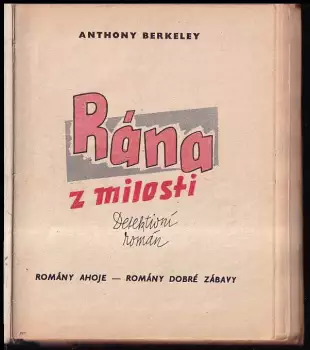 ANTHONY BERKELEY
Rána
z milosti
Detektivní
román
ROMÁNY AHOJE — ROMÁNY DOBRÉ ZÁBAVY